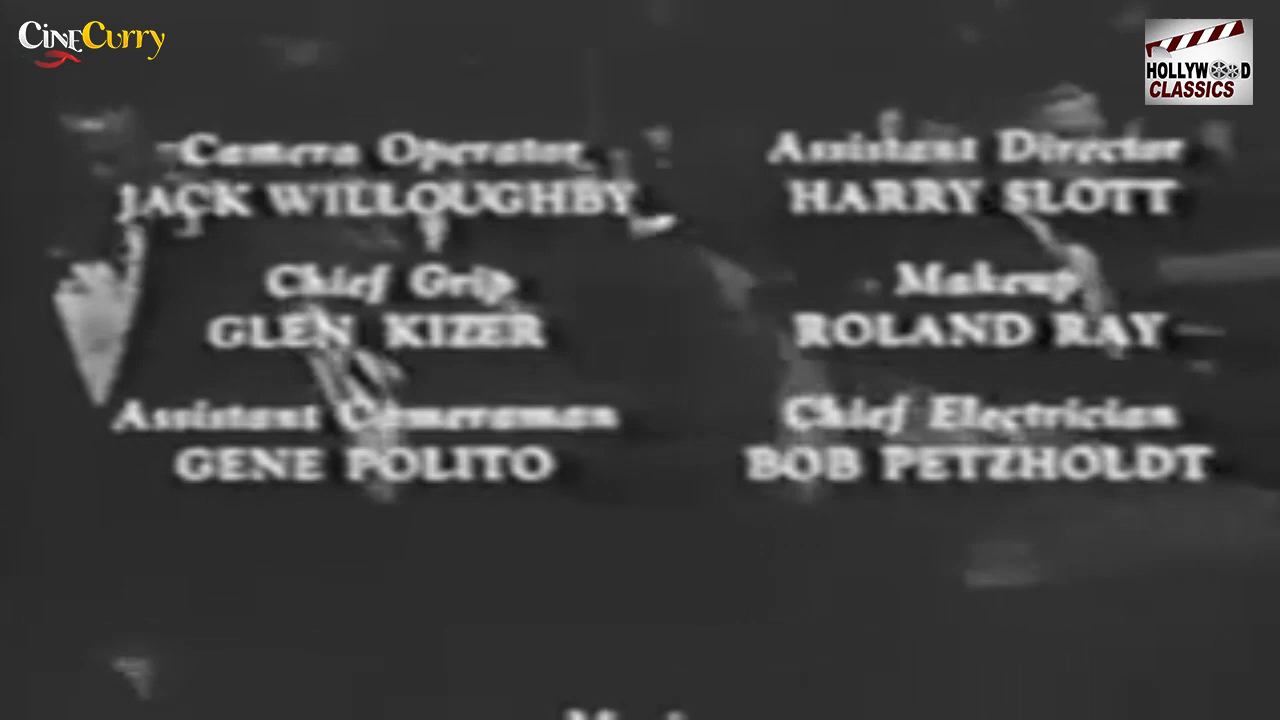 CINECURRY
HOLLYWOOD
CLASSICS
Camera Operator
JACK WILLOUGHBY
Assistant Director
HARRY SLOTT
Chief Grip
GLEN KIZER
Makeup
ROLAND RAY
Assistant Cameraman
GENE POLITO
Chief Electrician
BOB PETZHOLDT